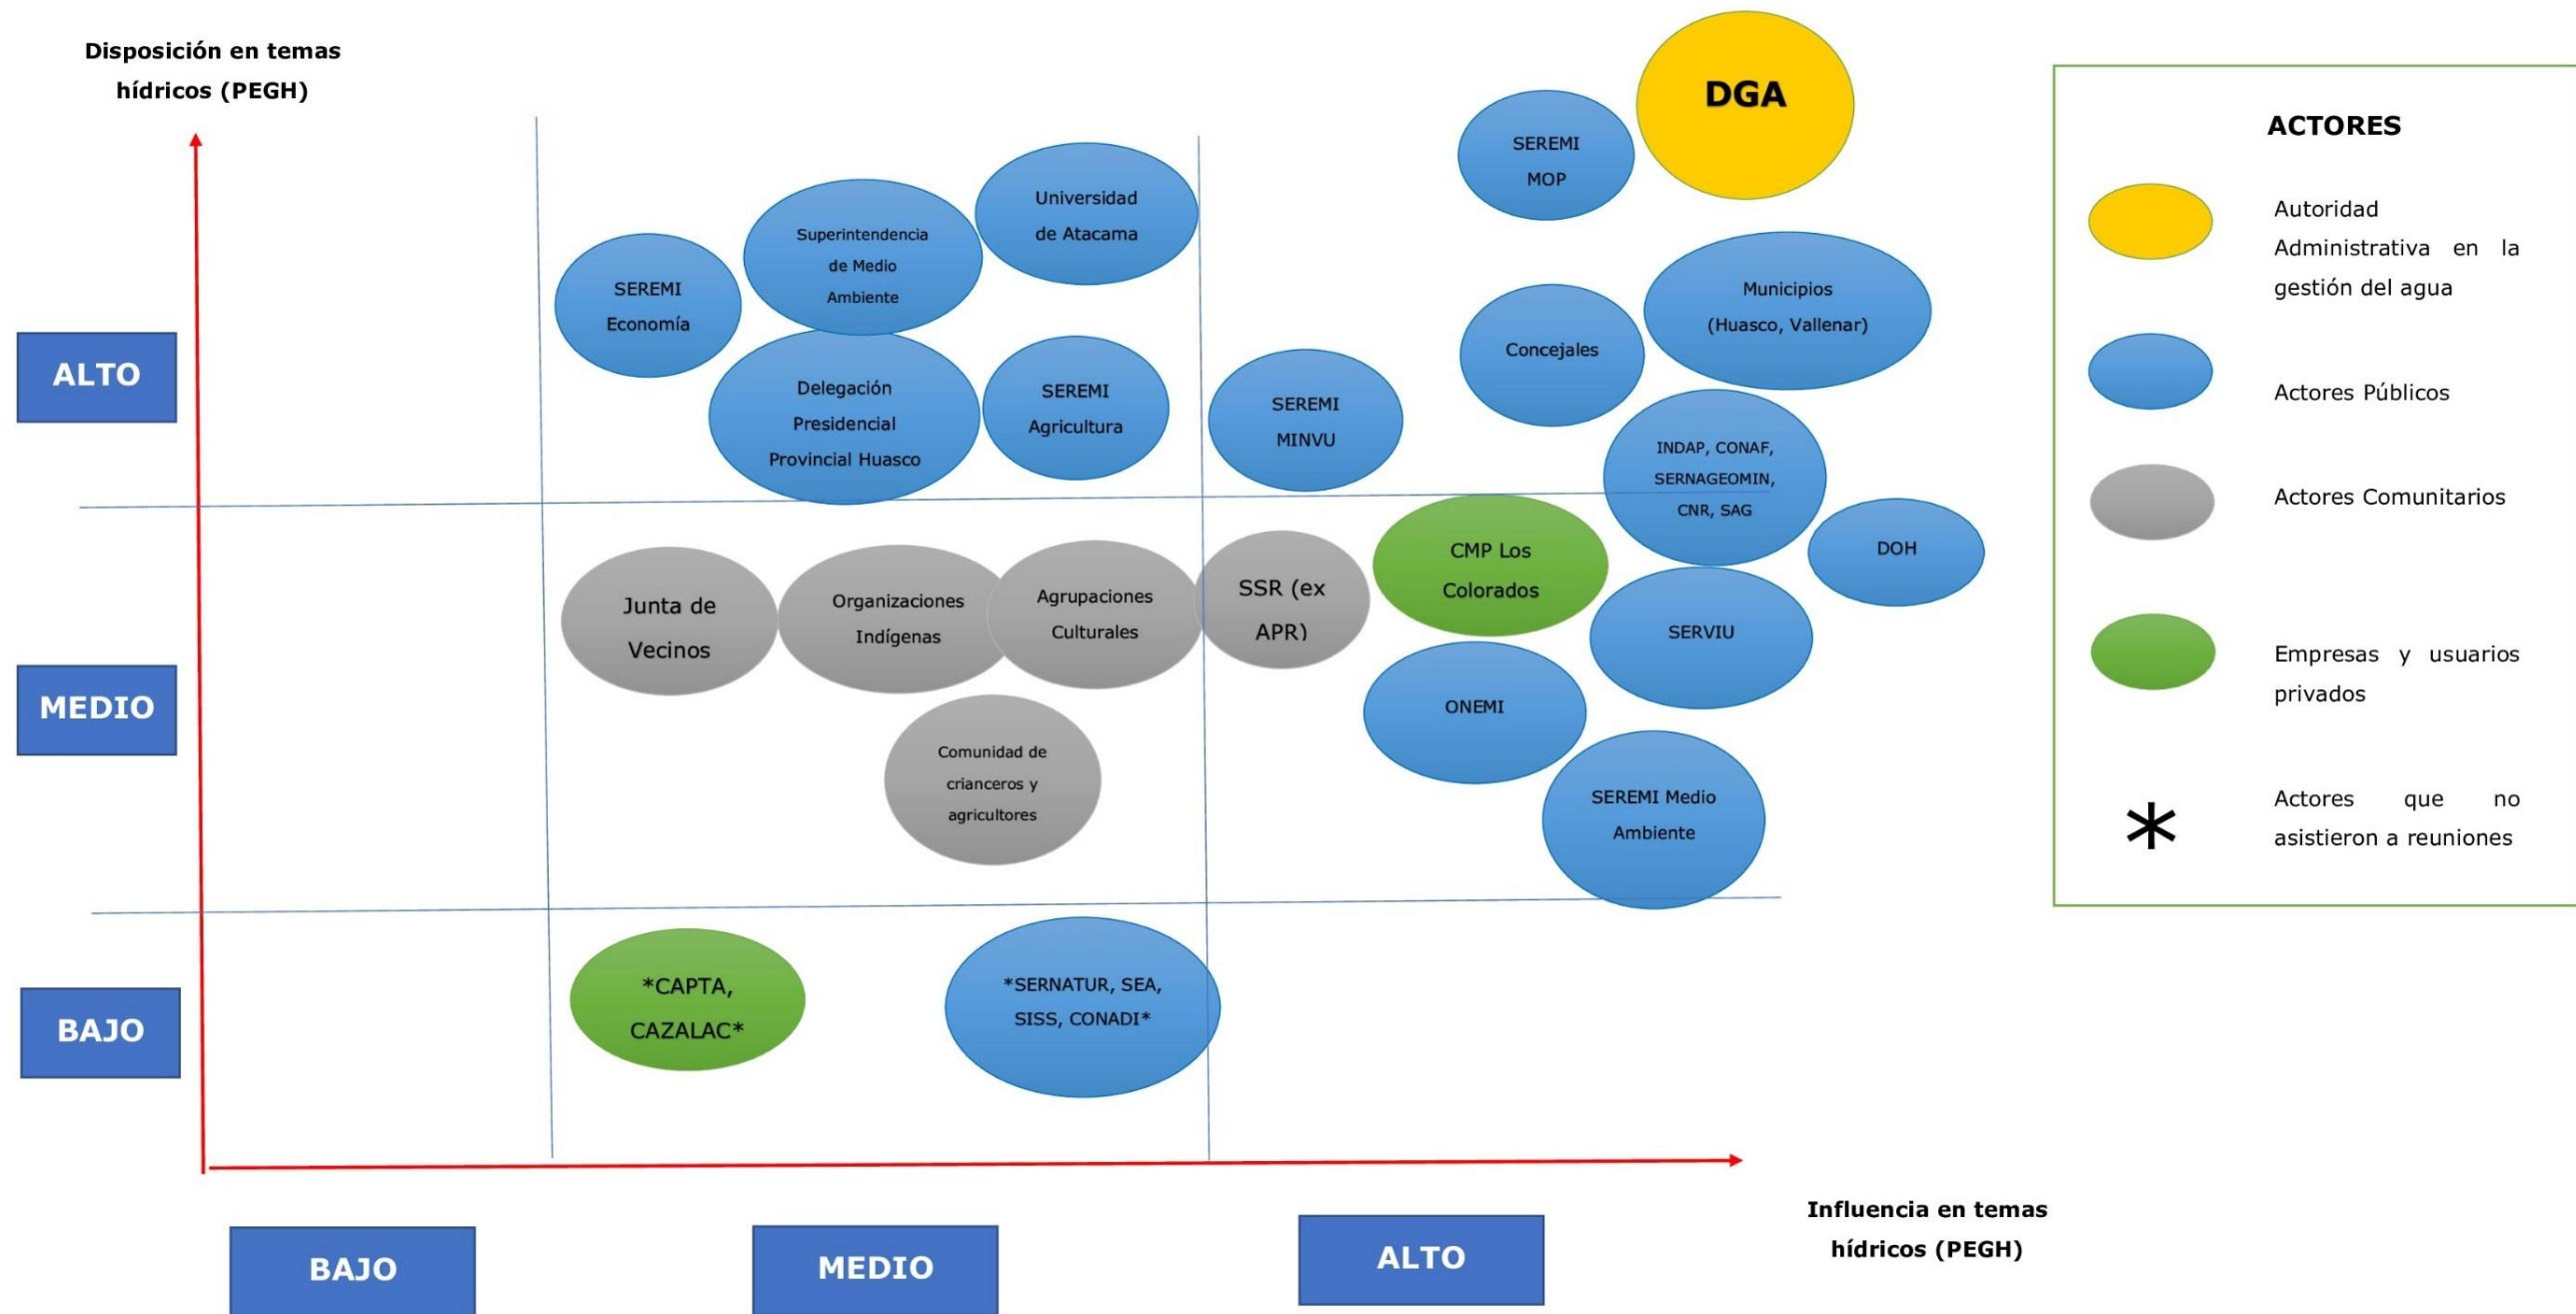 Disposición en temas
hídricos (PEGH)
DGA
SEREMI
MOP
Universidad
de Atacama
Superintendencia
de Medio
Ambiente
SEREMI
Economía
Municipios
(Huasco, Vallenar)
Concejales
ALTO
Delegación
Presidencial
Provincial Huasco
SEREMI
Agricultura
SEREMI
MINVU
INDAP, CONAF,
SERNAGEOMIN,
CNR, SAG
DOH
CMP Los
Colorados
Junta de
Vecinos
Organizaciones
Indígenas
Agrupaciones
Culturales
SSR (ex
APR)
SERVIU
MEDIO
ONEMI
Comunidad de
crianceros y
agricultores
SEREMI Medio
Ambiente
BAJO
*CAPTA,
CAZALAC*
*SERNATUR, SEA,
SISS, CONADI*
BAJO
MEDIO
ALTO
Influencia en temas
hídricos (PEGH)
ACTORES
Autoridad
Administrativa en la
gestión del agua
Actores Públicos
Actores Comunitarios
Empresas y usuarios
privados
*
Actores que no
asistieron a reuniones